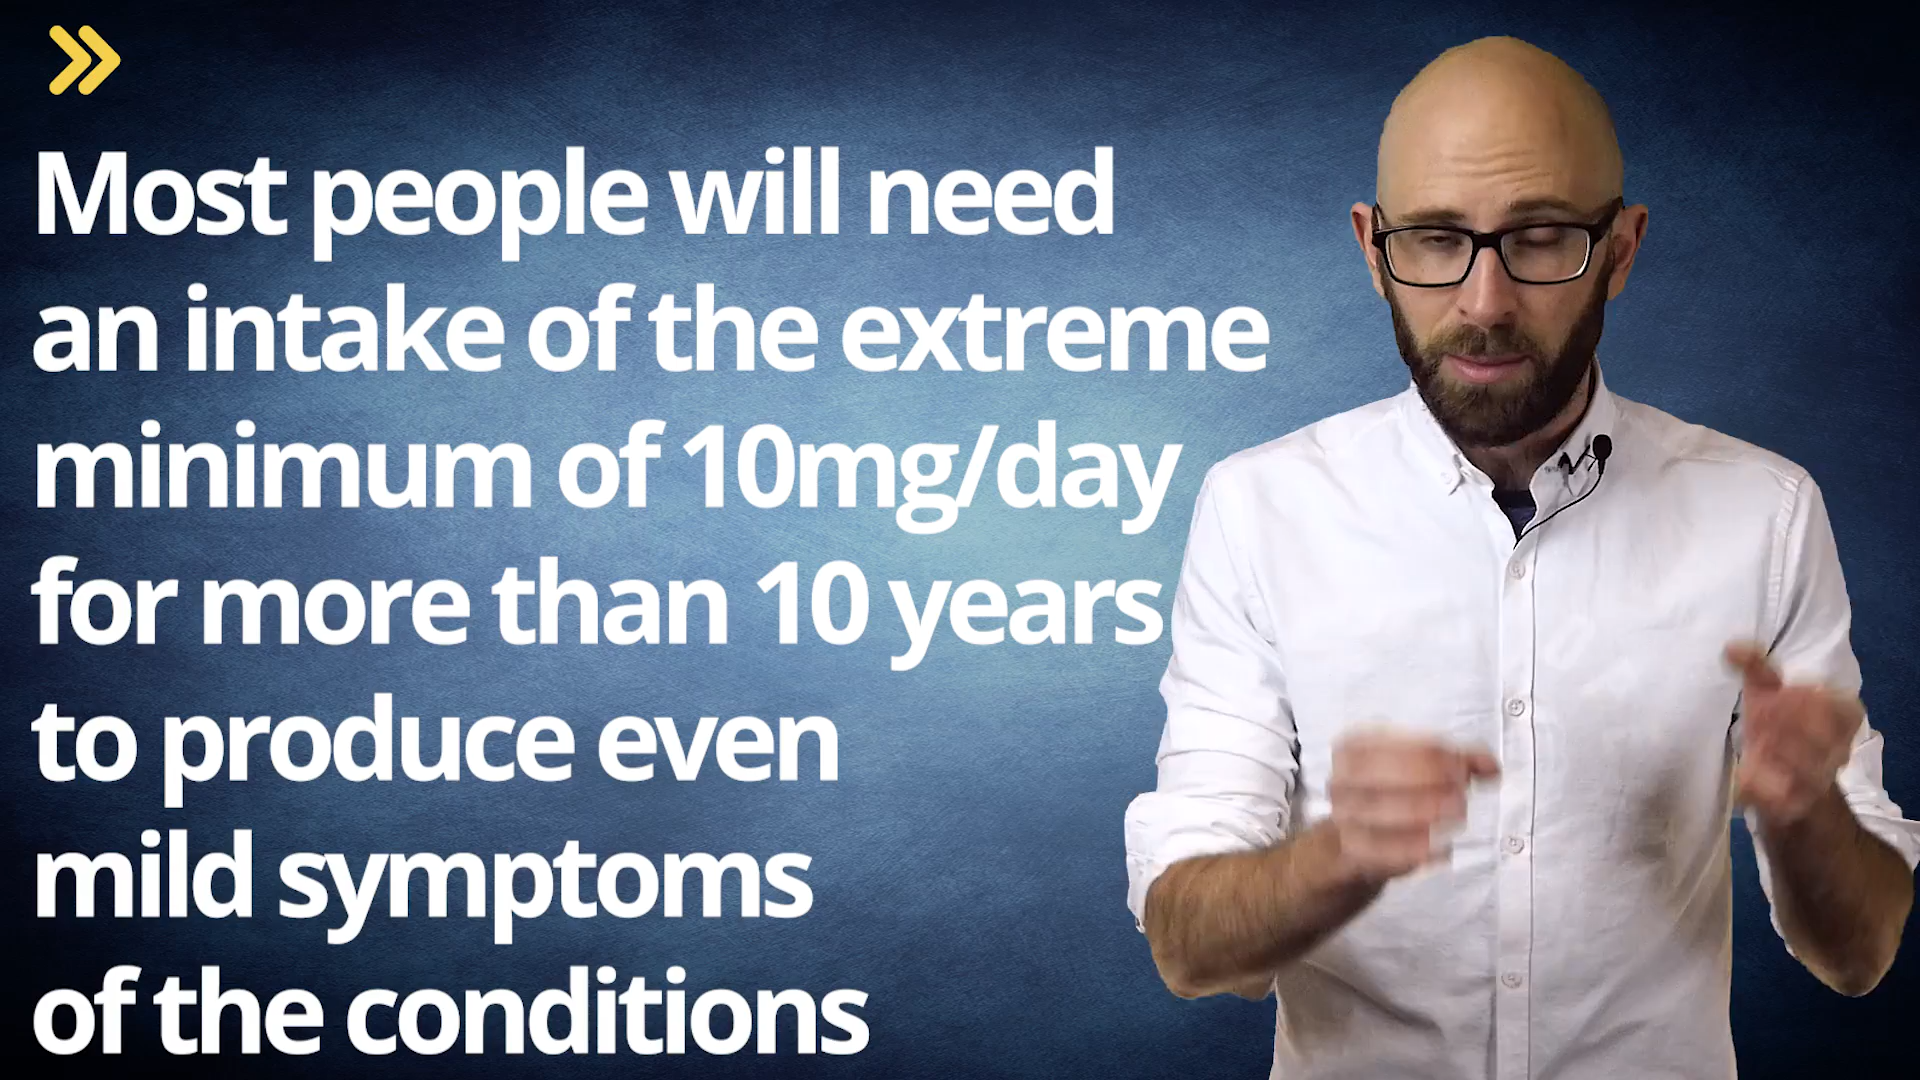 Most people will need
an intake of the extreme
minimum of 10mg/day
for more than 10 years
to produce even
mild symptoms
of the conditions